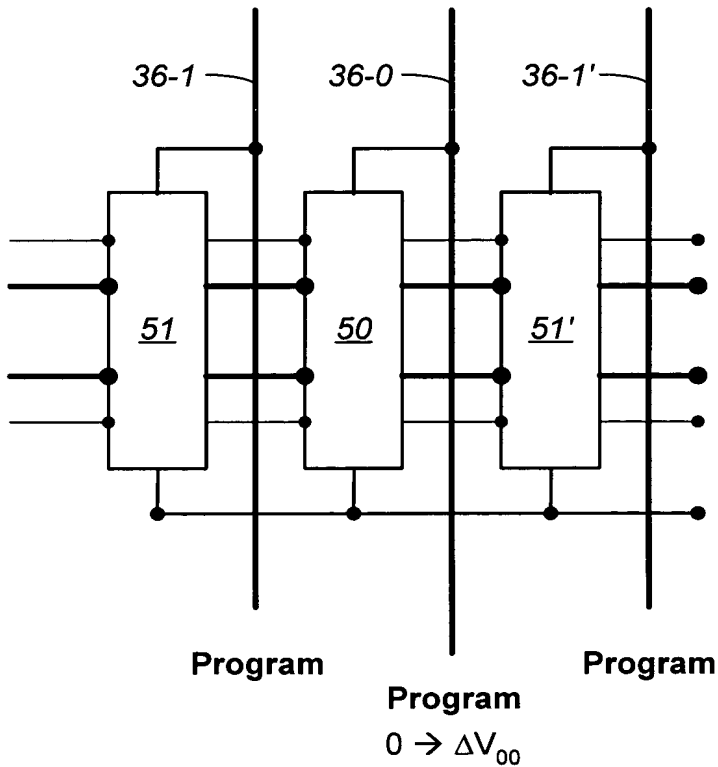 36-1 36-0 36-1'
51 50 51'
Program Program
Program
0 → ΔV₀₀